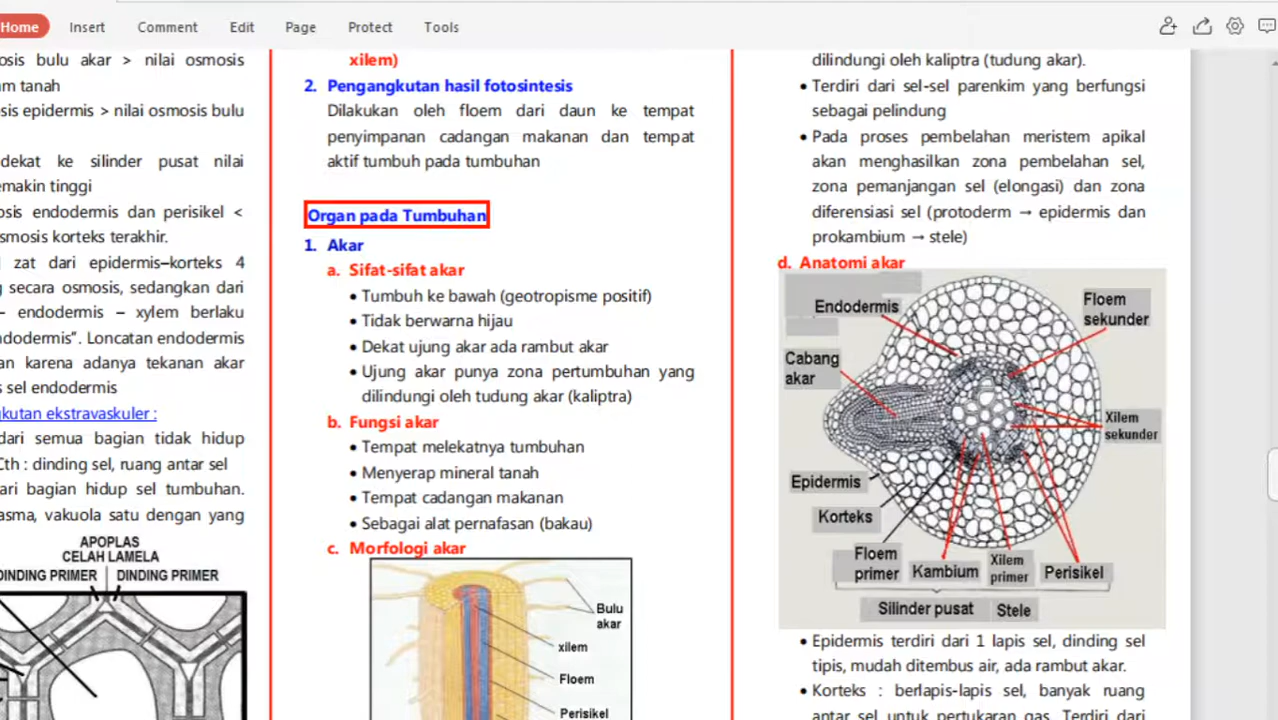 Home Insert Comment Edit Page Protect Tools
osis bulu akar > nilai osmosis
m tanah
sis epidermis > nilai osmosis bulu
dekat ke silinder pusat nilai
emakin tinggi
osis endodermis dan perisikel <
smosis korteks terakhir.
zat dari epidermis–korteks 4
g secara osmosis, sedangkan dari
– endodermis – xylem berlaku
ndodermis”. Loncatan endodermis
an karena adanya tekanan akar
s sel endodermis
gkutan ekstravaskuler :
dari semua bagian tidak hidup
Cth : dinding sel, ruang antar sel
ari bagian hidup sel tumbuhan.
asma, vakuola satu dengan yang
APOPLAS
CELAH LAMELA
DINDING PRIMER DINDING PRIMER
xilem)
2. Pengangkutan hasil fotosintesis
Dilakukan oleh floem dari daun ke tempat
penyimpanan cadangan makanan dan tempat
aktif tumbuh pada tumbuhan
Organ pada Tumbuhan
1. Akar
a. Sifat-sifat akar
• Tumbuh ke bawah (geotropisme positif)
• Tidak berwarna hijau
• Dekat ujung akar ada rambut akar
• Ujung akar punya zona pertumbuhan yang
dilindungi oleh tudung akar (kaliptra)
b. Fungsi akar
• Tempat melekatnya tumbuhan
• Menyerap mineral tanah
• Tempat cadangan makanan
• Sebagai alat pernafasan (bakau)
c. Morfologi akar
Bulu
akar
xilem
Floem
Perisikel
dilindungi oleh kaliptra (tudung akar).
• Terdiri dari sel-sel parenkim yang berfungsi
sebagai pelindung
• Pada proses pembelahan meristem apikal
akan menghasilkan zona pembelahan sel,
zona pemanjangan sel (elongasi) dan zona
diferensiasi sel (protoderm → epidermis dan
prokambium → stele)
d. Anatomi akar
Endodermis
Floem
sekunder
Cabang
akar
Xilem
sekunder
Epidermis
Korteks
Floem
primer
Kambium
Xilem
primer
Perisikel
Silinder pusat Stele
• Epidermis terdiri dari 1 lapis sel, dinding sel
tipis, mudah ditembus air, ada rambut akar.
• Korteks : berlapis-lapis sel, banyak ruang
antar sel untuk pertukaran gas. Terdiri dari